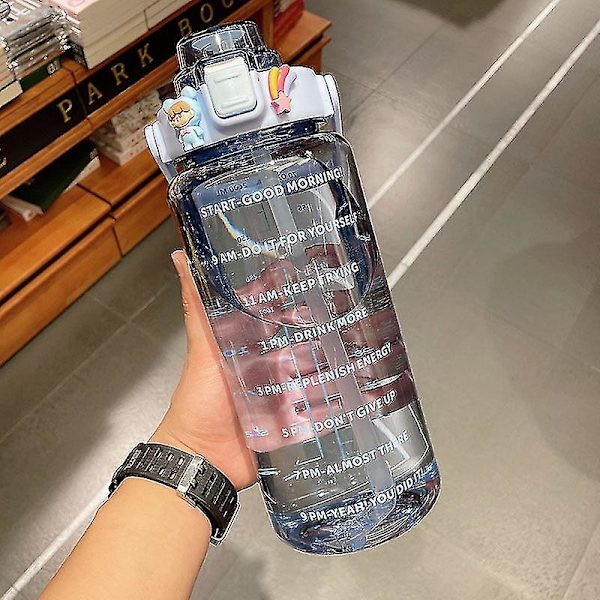 PARK BOO
START-GOOD MORNING!
9 AM-DO IT FOR YOURSELF
11 AM-KEEP TRYING
1 PM-DRINK MORE
3 PM-REPLENISH ENERGY
5 PM-DON'T GIVE UP
7 PM-ALMOST THERE
9 PM-YEAH! YOU DID IT!